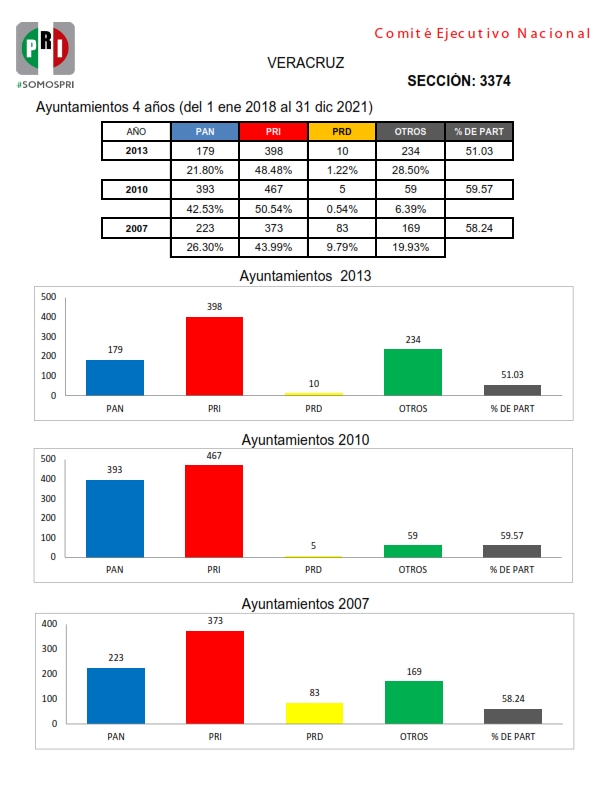 Comité Ejecutivo Nacional
PRI
#SOMOSPRI
VERACRUZ
SECCIÓN: 3374
Ayuntamientos 4 años (del 1 ene 2018 al 31 dic 2021)
AÑO PAN PRI PRD OTROS % DE PART
2013 179 398 10 234 51.03
21.80% 48.48% 1.22% 28.50%
2010 393 467 5 59 59.57
42.53% 50.54% 0.54% 6.39%
2007 223 373 83 169 58.24
26.30% 43.99% 9.79% 19.93%
Ayuntamientos 2013
500
400
300
200
100
0
179 398 10 234 51.03
PAN PRI PRD OTROS % DE PART
Ayuntamientos 2010
500
400
300
200
100
0
393 467 5 59 59.57
PAN PRI PRD OTROS % DE PART
Ayuntamientos 2007
400
300
200
100
0
223 373 83 169 58.24
PAN PRI PRD OTROS % DE PART